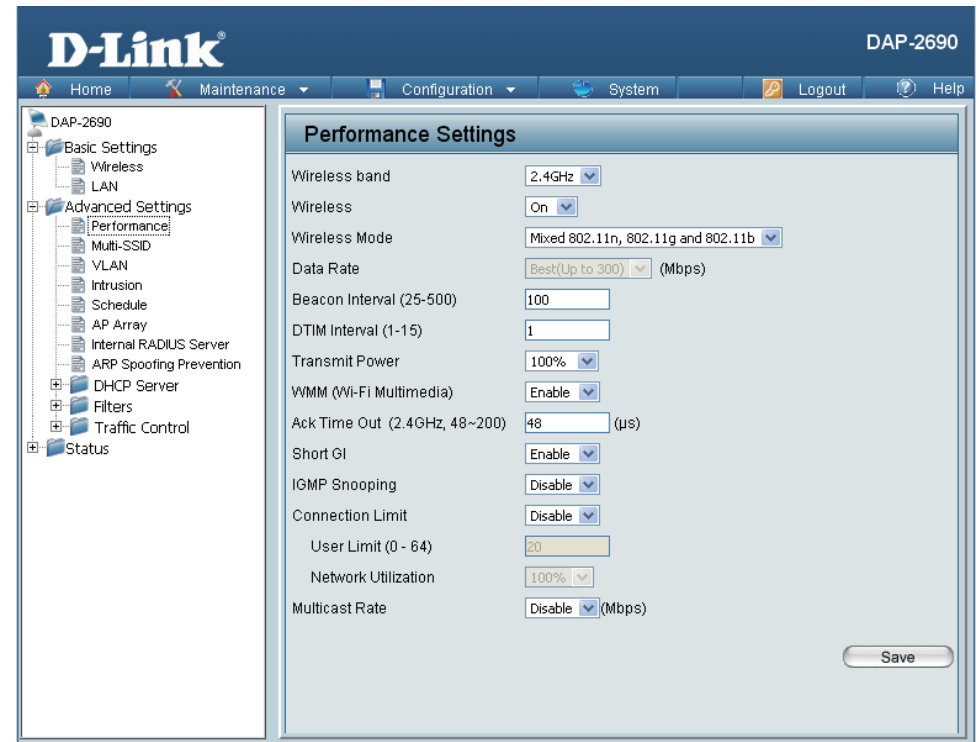 D-Link®
DAP-2690
Home Maintenance Configuration System Logout Help
DAP-2690
Basic Settings
Wireless
LAN
Advanced Settings
Performance
Multi-SSID
VLAN
Intrusion
Schedule
AP Array
Internal RADIUS Server
ARP Spoofing Prevention
DHCP Server
Filters
Traffic Control
Status
Performance Settings
Wireless band 2.4GHz
Wireless On
Wireless Mode Mixed 802.11n, 802.11g and 802.11b
Data Rate Best(Up to 300) (Mbps)
Beacon Interval (25-500) 100
DTIM Interval (1-15) 1
Transmit Power 100%
WMM (Wi-Fi Multimedia) Enable
Ack Time Out (2.4GHz, 48~200) 48 (μs)
Short GI Enable
IGMP Snooping Disable
Connection Limit Disable
User Limit (0 - 64) 20
Network Utilization 100%
Multicast Rate Disable (Mbps)
Save